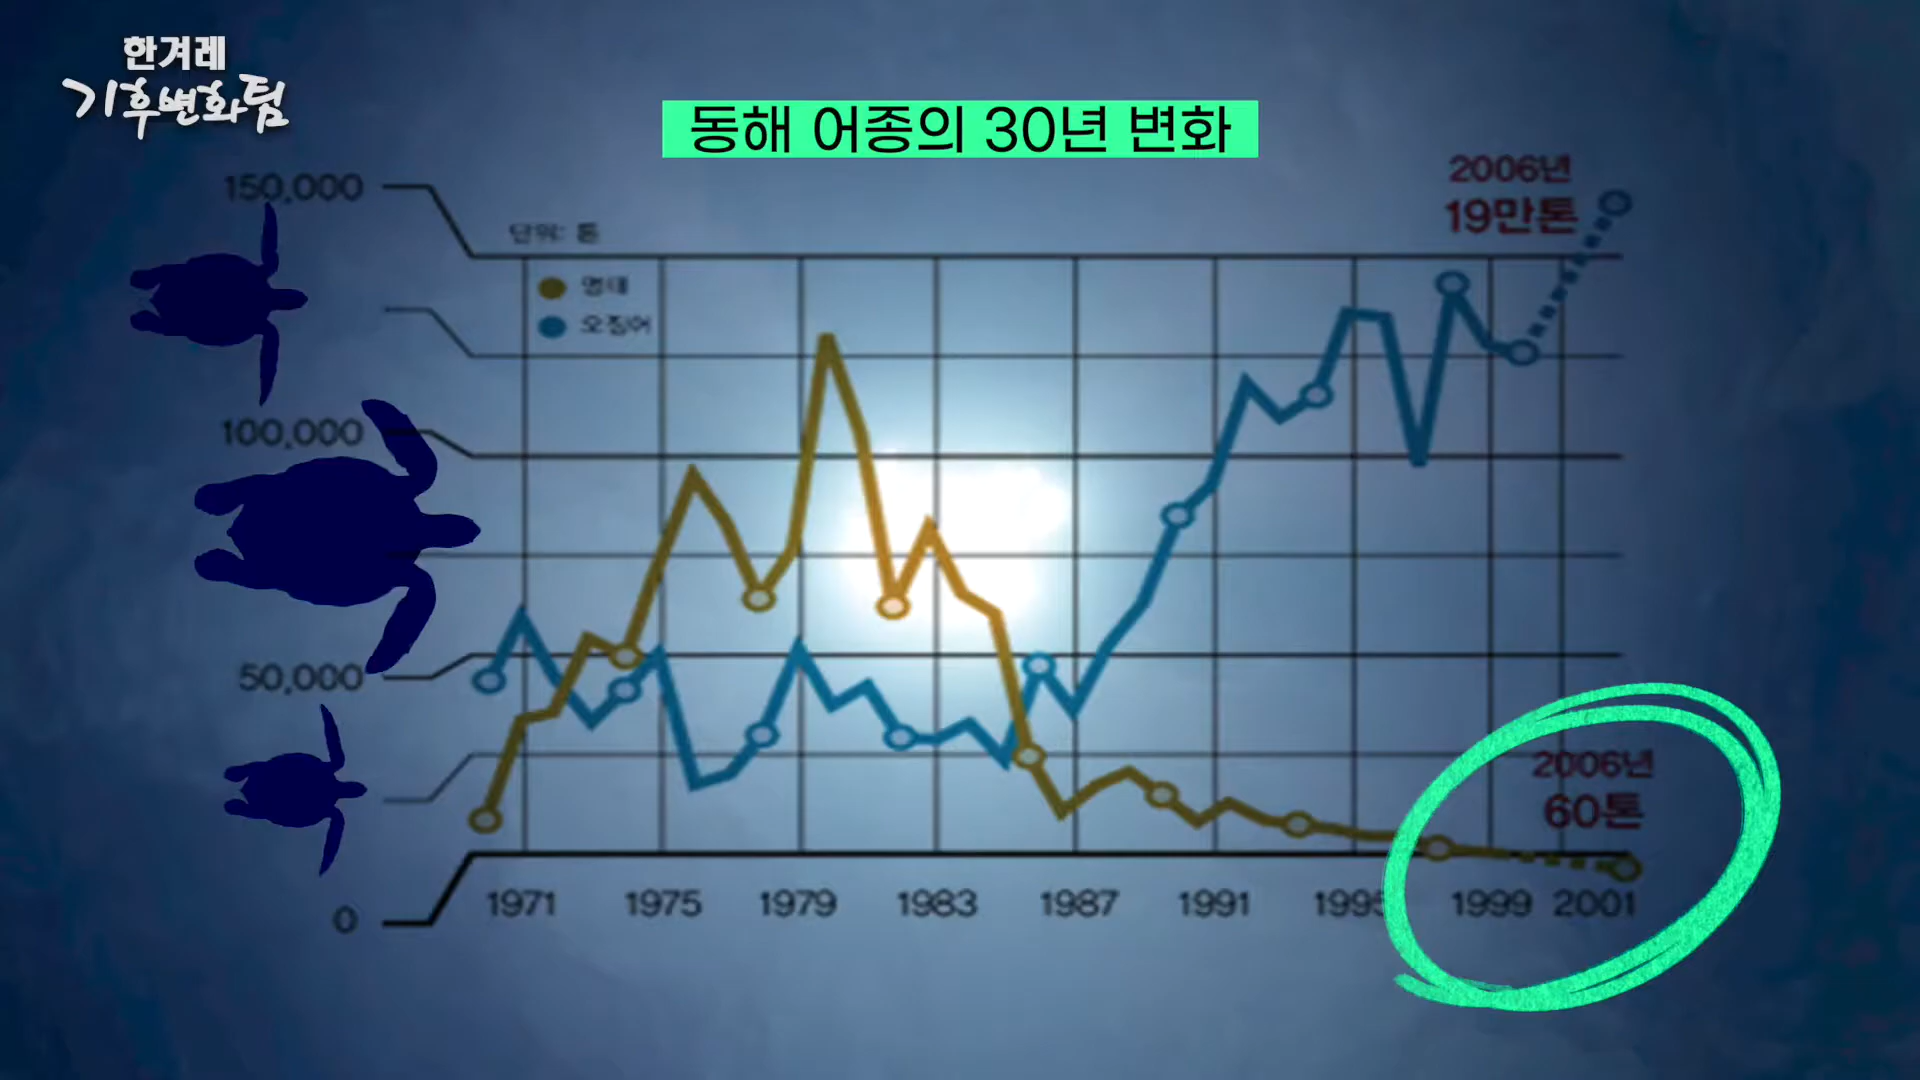 한겨레
기후변화팀
동해 어종의 30년 변화
150,000
2006년
19만톤
단위: 톤
명태
오징어
100,000
50,000
2006년
60톤
0
1971 1975 1979 1983 1987 1991 1995 1999 2001